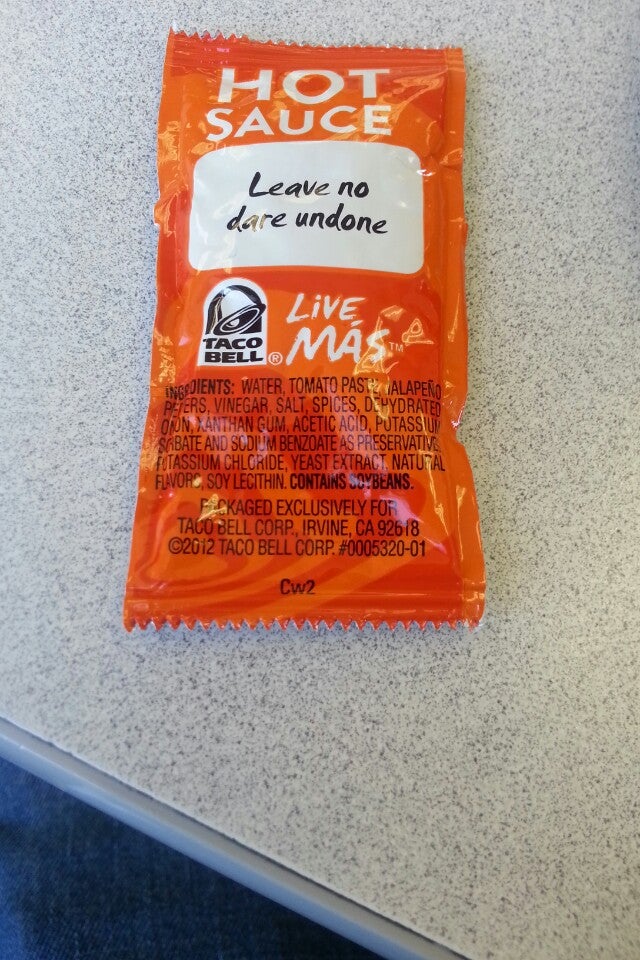 HOT
SAUCE
Leave no
dare undone
TACO
BELL®
LiVE
MÁS™
INGREDIENTS: WATER, TOMATO PASTE, JALAPEÑO
PEPPERS, VINEGAR, SALT, SPICES, DEHYDRATED
ONION, XANTHAN GUM, ACETIC ACID, POTASSIUM
SORBATE AND SODIUM BENZOATE AS PRESERVATIVES,
POTASSIUM CHLORIDE, YEAST EXTRACT, NATURAL
FLAVORS, SOY LECITHIN. CONTAINS SOYBEANS.
PACKAGED EXCLUSIVELY FOR
TACO BELL CORP., IRVINE, CA 92618
©2012 TACO BELL CORP. #0005320-01
Cw2